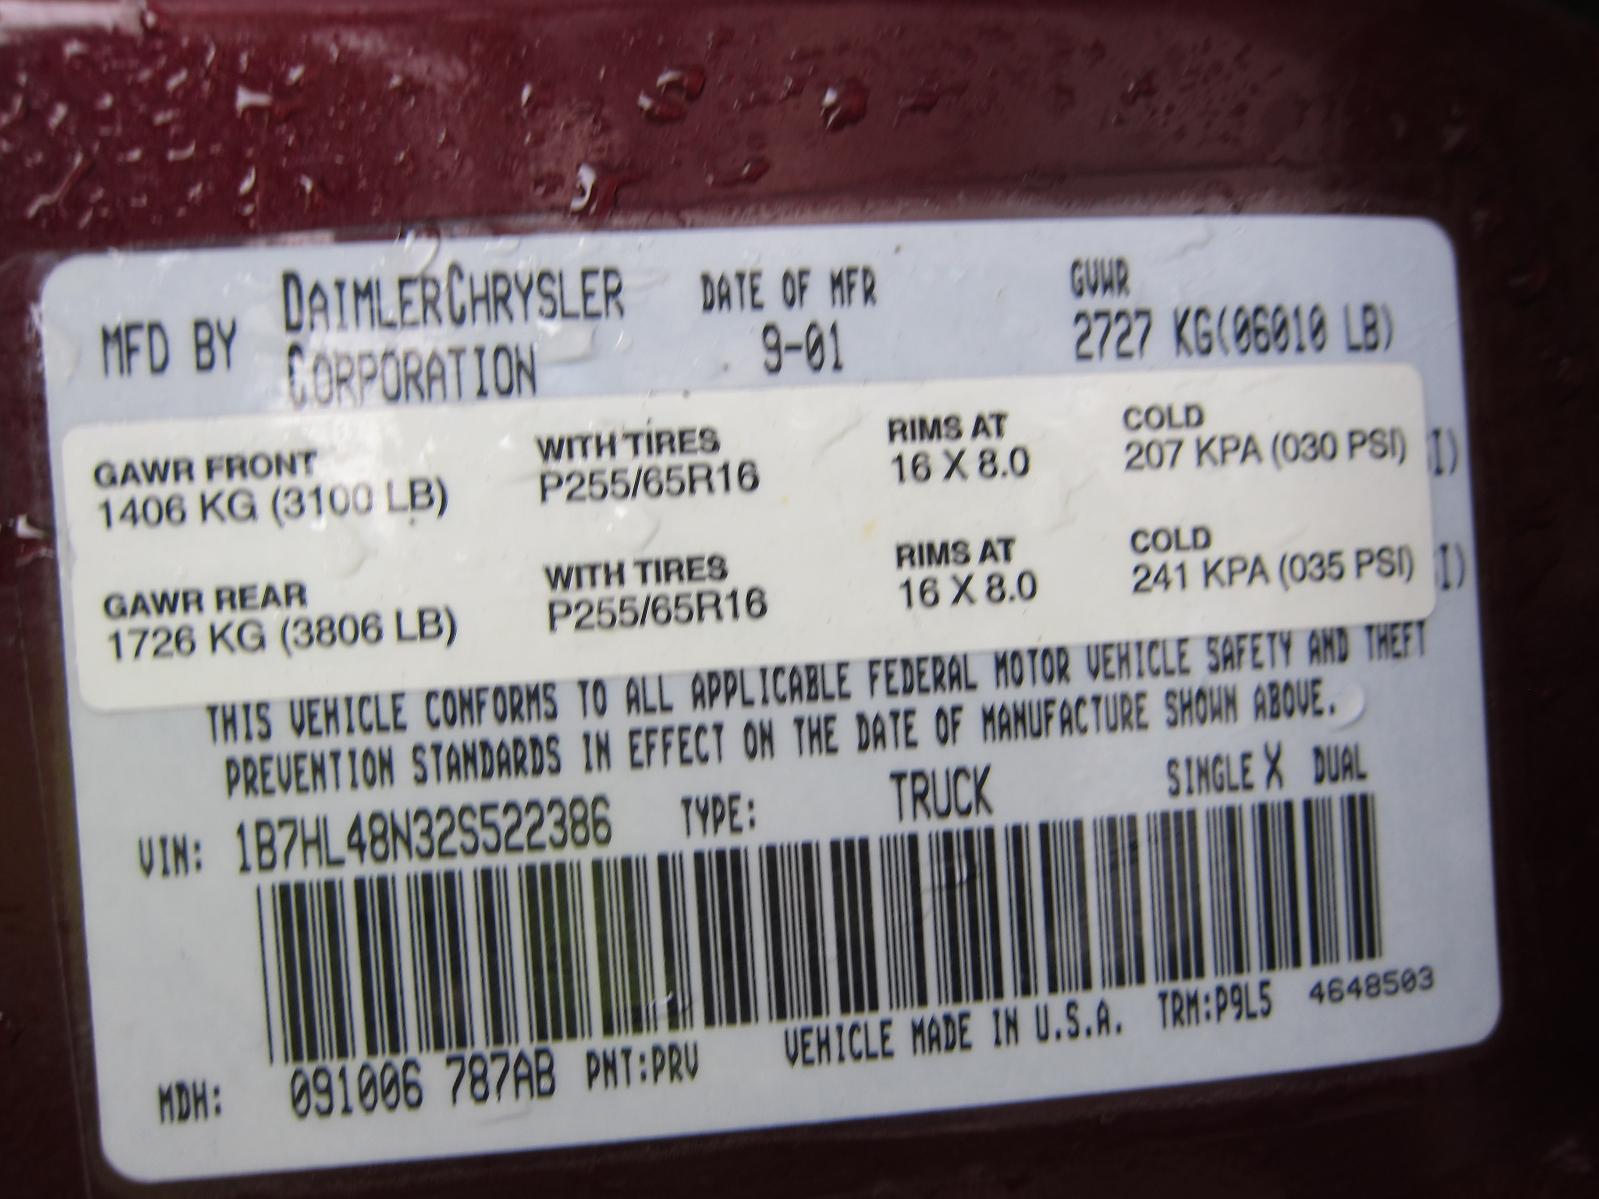 MFD BY DAIMLERCHRYSLER CORPORATION
DATE OF MFR
9-01
GVWR
2727 KG(06010 LB)
GAWR FRONT WITH TIRES RIMS AT COLD
1406 KG (3100 LB) P255/65R16 16 X 8.0 207 KPA (030 PSI) I)
GAWR REAR WITH TIRES RIMS AT COLD
1726 KG (3806 LB) P255/65R16 16 X 8.0 241 KPA (035 PSI) I)
THIS VEHICLE CONFORMS TO ALL APPLICABLE FEDERAL MOTOR VEHICLE SAFETY AND THEFT
PREVENTION STANDARDS IN EFFECT ON THE DATE OF MANUFACTURE SHOWN ABOVE.
VIN: 1B7HL48N32S522386 TYPE: TRUCK SINGLE X DUAL
MDH: 091006 787AB PNT:PRV VEHICLE MADE IN U.S.A. TRM:P9L5 4648503